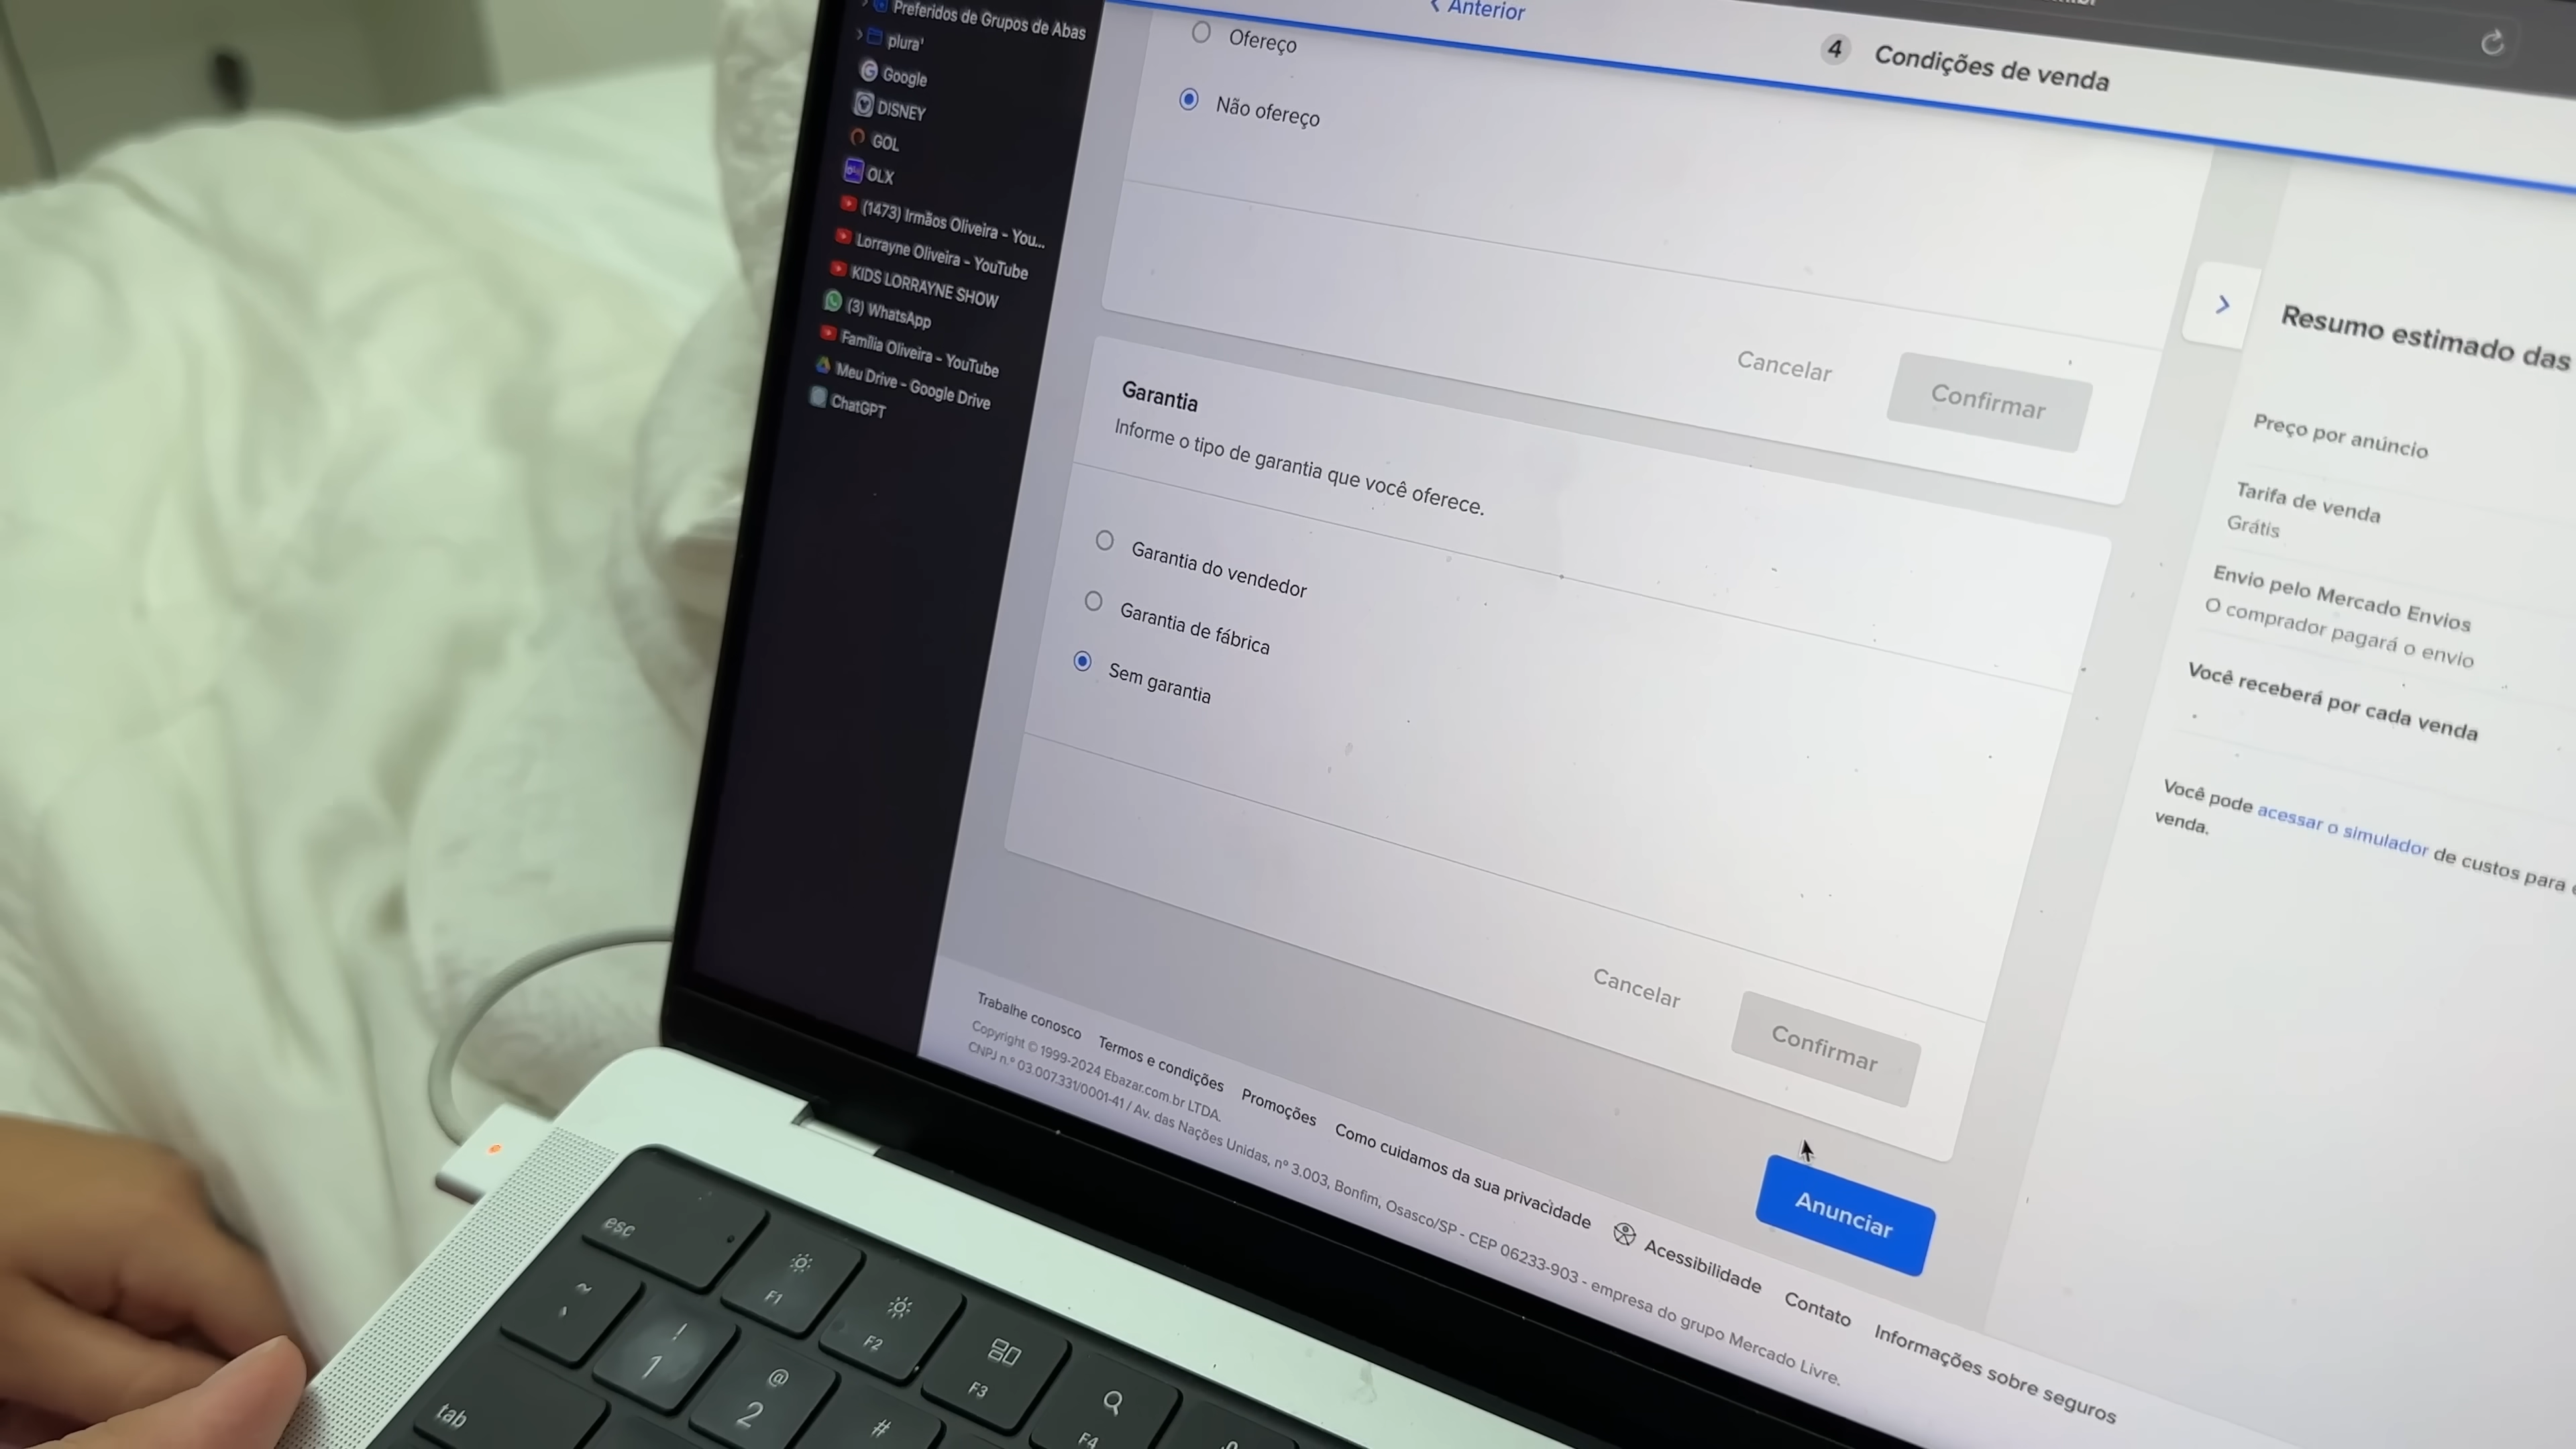 Preferidos de Grupos de Abas
plura'
Google
DISNEY
GOL
OLX
(1473) Irmãos Oliveira - You...
Lorrayne Oliveira - YouTube
KIDS LORRAYNE SHOW
(3) WhatsApp
Família Oliveira - YouTube
Meu Drive - Google Drive
ChatGPT
Anterior
4 Condições de venda
Ofereço
Não ofereço
Cancelar
Confirmar
Garantia
Informe o tipo de garantia que você oferece.
Garantia do vendedor
Garantia de fábrica
Sem garantia
Cancelar
Confirmar
Anunciar
Resumo estimado das
Preço por anúncio
Tarifa de venda
Grátis
Envio pelo Mercado Envios
O comprador pagará o envio
Você receberá por cada venda
Você pode acessar o simulador de custos para
venda.
Trabalhe conosco Termos e condições Promoções Como cuidamos da sua privacidade Acessibilidade Contato Informações sobre seguros
Copyright © 1999-2024 Ebazar.com.br LTDA.
CNPJ n.º 03.007.331/0001-41 / Av. das Nações Unidas, nº 3.003, Bonfim, Osasco/SP - CEP 06233-903 - empresa do grupo Mercado Livre.
esc
F1
F2
F3
F4
~
!
1
@
2
#
tab